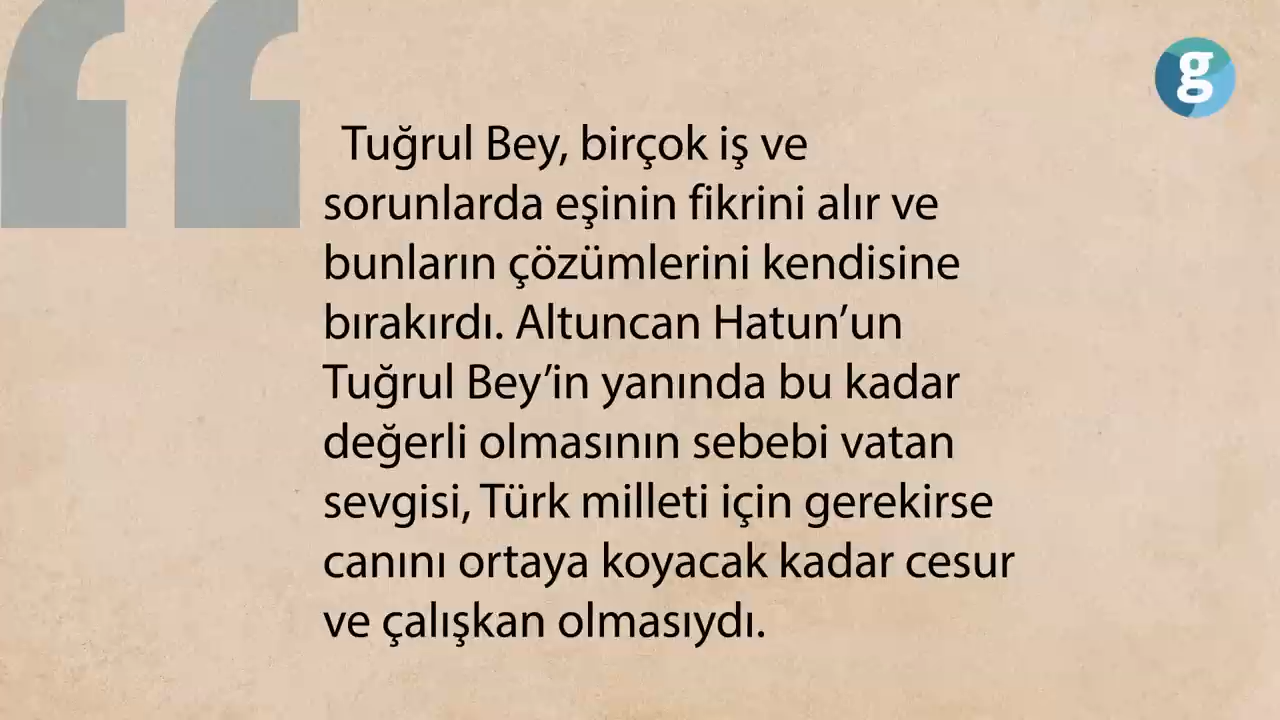 g
Tuğrul Bey, birçok iş ve
sorunlarda eşinin fikrini alır ve
bunların çözümlerini kendisine
bırakırdı. Altuncan Hatun’un
Tuğrul Bey’in yanında bu kadar
değerli olmasının sebebi vatan
sevgisi, Türk milleti için gerekirse
canını ortaya koyacak kadar cesur
ve çalışkan olmasıydı.